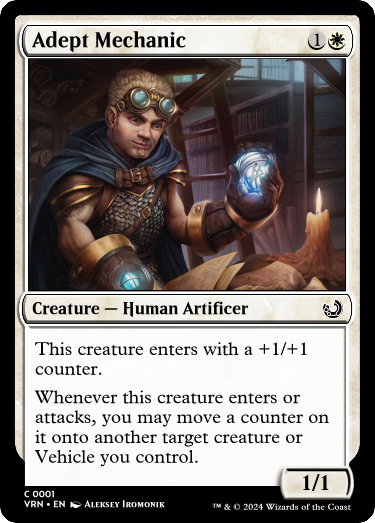 Adept Mechanic 1
Creature — Human Artificer
This creature enters with a +1/+1
counter.
Whenever this creature enters or
attacks, you may move a counter on
it onto another target creature or
Vehicle you control.
1/1
C 0001
VRN • EN Aleksey Iromonik
™ & © 2024 Wizards of the Coast